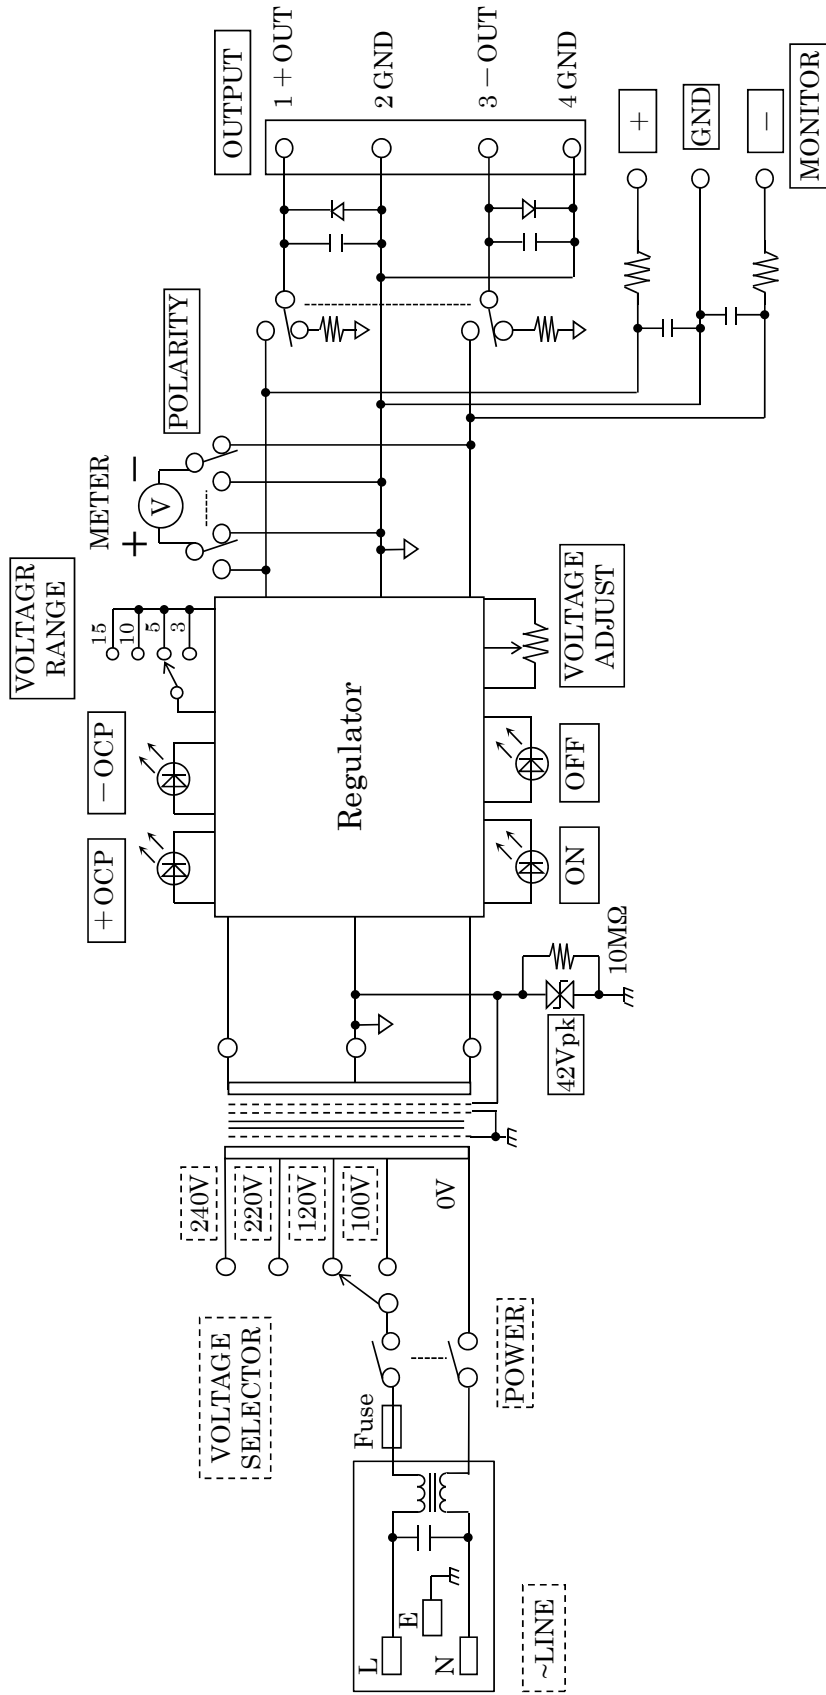 ~LINE
L
E
N
Fuse
POWER
VOLTAGE
SELECTOR
240V
220V
120V
100V
0V
42Vpk
10MΩ
+OCP
−OCP
VOLTAGR
RANGE
15
10
5
3
Regulator
ON
OFF
VOLTAGE
ADJUST
METER
+
−
V
POLARITY
OUTPUT
1 +OUT
2 GND
3 −OUT
4 GND
+
GND
−
MONITOR